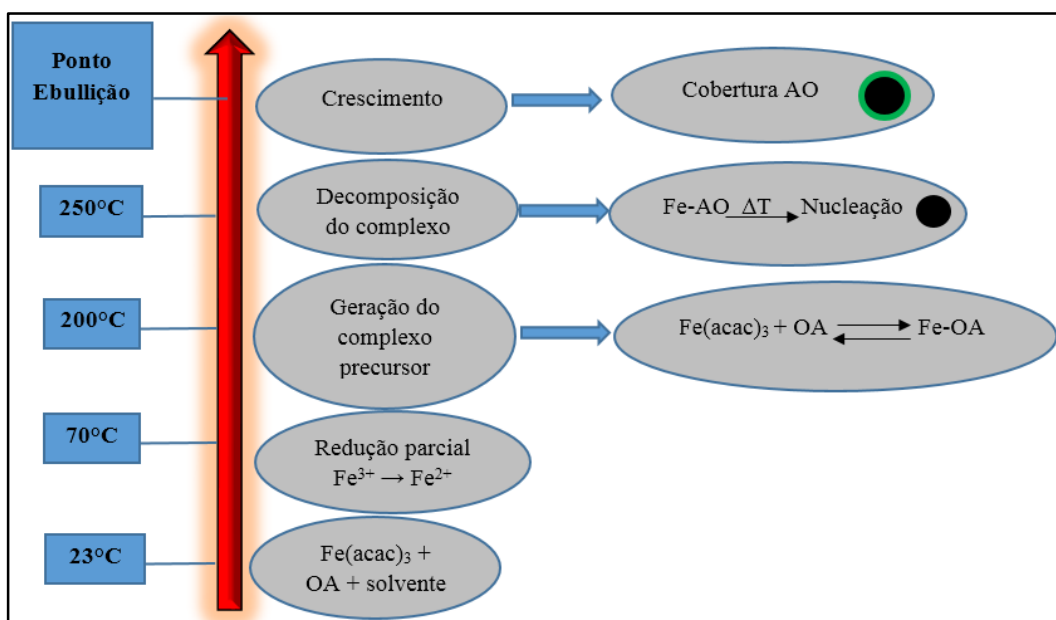 Ponto
Ebullição
Crescimento
Cobertura AO
250°C
Decomposição
do complexo
Fe-AO ΔT Nucleação
200°C
Geração do
complexo
precursor
Fe(acac)₃ + OA Fe-OA
70°C
Redução parcial
Fe³⁺ → Fe²⁺
23°C
Fe(acac)₃ +
OA + solvente